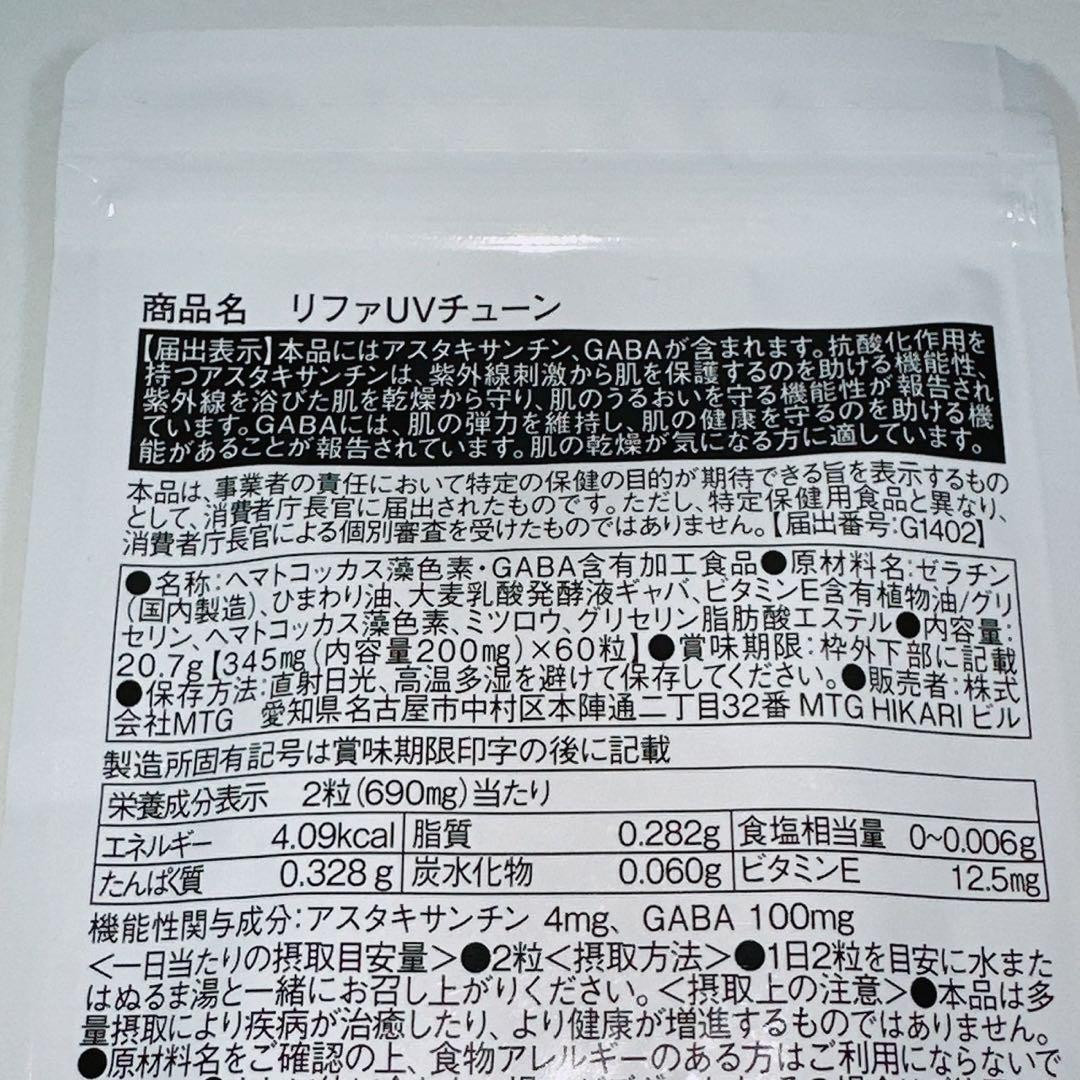 商品名　リファUVチューン
【届出表示】本品にはアスタキサンチン、GABAが含まれます。抗酸化作用を
持つアスタキサンチンは、紫外線刺激から肌を保護するのを助ける機能性、
紫外線を浴びた肌を乾燥から守り、肌のうるおいを守る機能性が報告され
ています。GABAには、肌の弾力を維持し、肌の健康を守るのを助ける機
能があることが報告されています。肌の乾燥が気になる方に適しています。
本品は、事業者の責任において特定の保健の目的が期待できる旨を表示するもの
として、消費者庁長官に届出されたものです。ただし、特定保健用食品と異なり、
消費者庁長官による個別審査を受けたものではありません。【届出番号:G1402】
●名称:ヘマトコッカス藻色素・GABA含有加工食品●原材料名:ゼラチン
(国内製造)、ひまわり油、大麦乳酸発酵液ギャバ、ビタミンE含有植物油/グリ
セリン、ヘマトコッカス藻色素、ミツロウ、グリセリン脂肪酸エステル●内容量:
20.7g【345mg(内容量200mg)×60粒】●賞味期限:枠外下部に記載
●保存方法:直射日光、高温多湿を避けて保存してください。●販売者:株式
会社MTG　愛知県名古屋市中村区本陣通二丁目32番 MTG HIKARIビル
製造所固有記号は賞味期限印字の後に記載
栄養成分表示　2粒(690mg)当たり
エネルギー 4.09kcal 脂質 0.282g 食塩相当量 0~0.006g
たんぱく質 0.328g 炭水化物 0.060g ビタミンE 12.5mg
機能性関与成分:アスタキサンチン 4mg、GABA 100mg
<一日当たりの摂取目安量>●2粒<摂取方法>●1日2粒を目安に水また
はぬるま湯と一緒にお召し上がりください。<摂取上の注意>●本品は多
量摂取により疾病が治癒したり、より健康が増進するものではありません。
●原材料名をご確認の上、食物アレルギーのある方はご利用にならないで